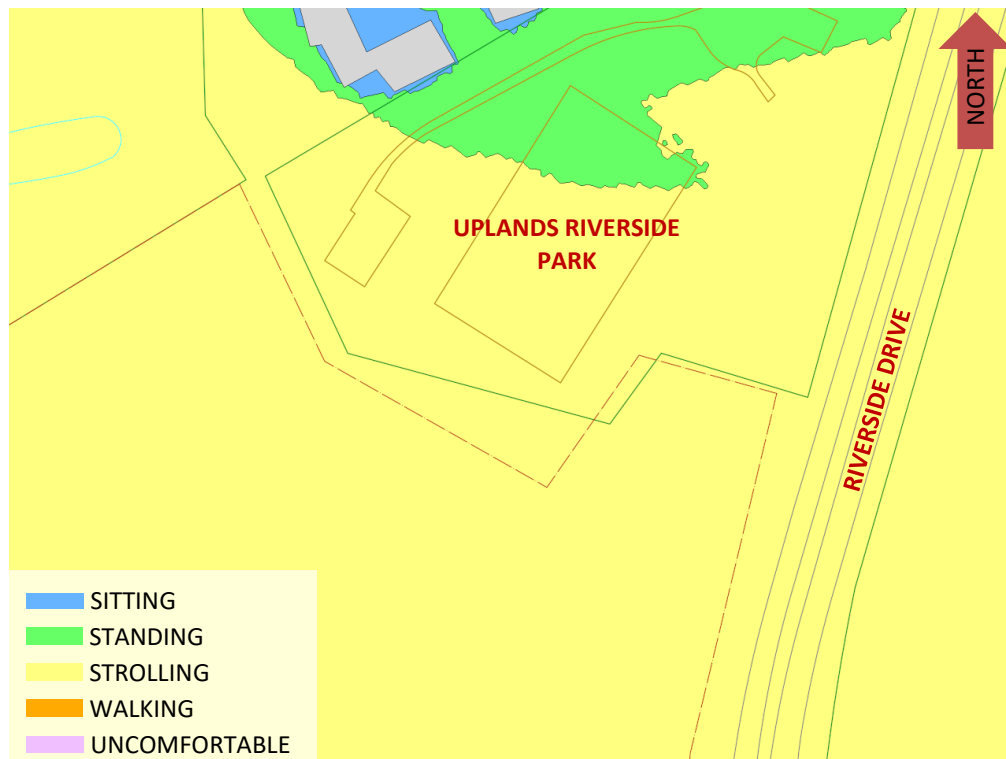 NORTH
UPLANDS RIVERSIDE
PARK
RIVERSIDE DRIVE
SITTING
STANDING
STROLLING
WALKING
UNCOMFORTABLE